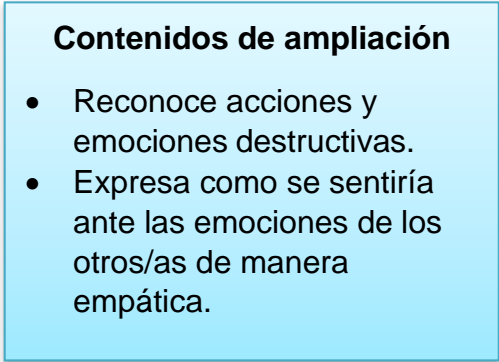 Contenidos de ampliación
• Reconoce acciones y
emociones destructivas.
• Expresa como se sentiría
ante las emociones de los
otros/as de manera
empática.